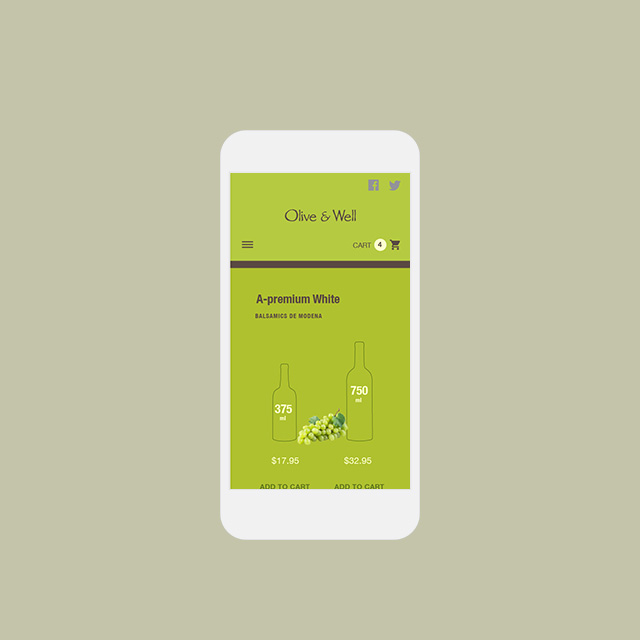 Olive & Well
CART 4
A-premium White
BALSAMICS DE MODENA
750
ml
375
ml
$17.95 $32.95
ADD TO CART ADD TO CART